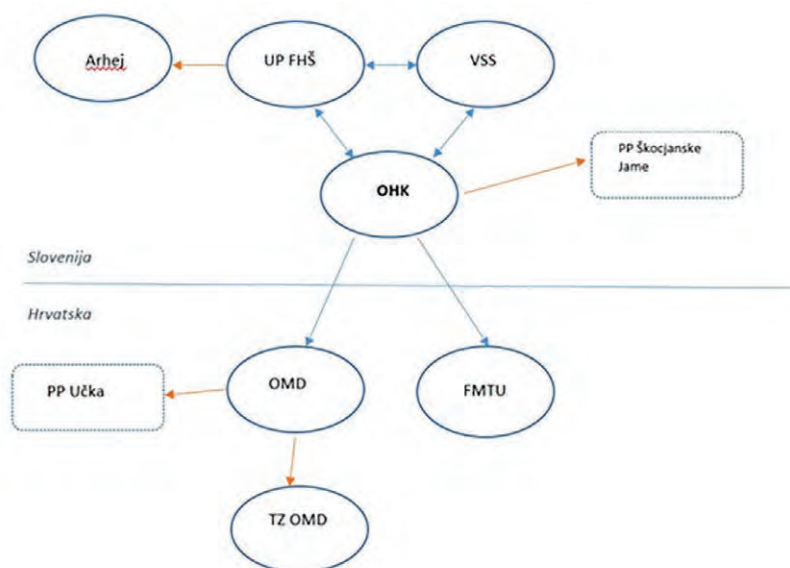 Arhej
UP FHŠ
VSS
OHK
PP Škocjanske
Jame
Slovenija
Hrvatska
PP Učka
OMD
FMTU
TZ OMD